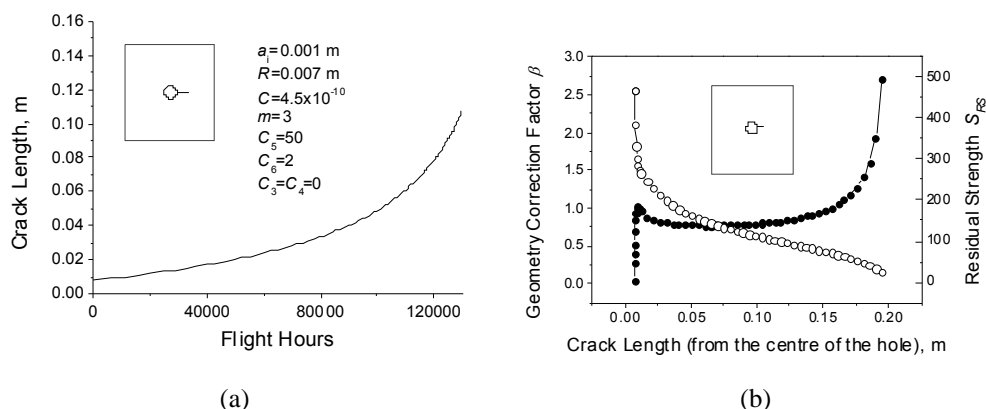 0.16
0.14
0.12
0.10
0.08
0.06
0.04
0.02
0.00
Crack Length, m
0
40000
80000
120000
Flight Hours
a_i=0.001 m
R=0.007 m
C=4.5x10^-10
m=3
C_5=50
C_6=2
C_3=C_4=0
(a)
3.0
2.5
2.0
1.5
1.0
0.5
0.0
Geometry Correction Factor β
500
400
300
200
100
0
Residual Strength S_RS
0.00
0.05
0.10
0.15
0.20
Crack Length (from the centre of the hole), m
(b)